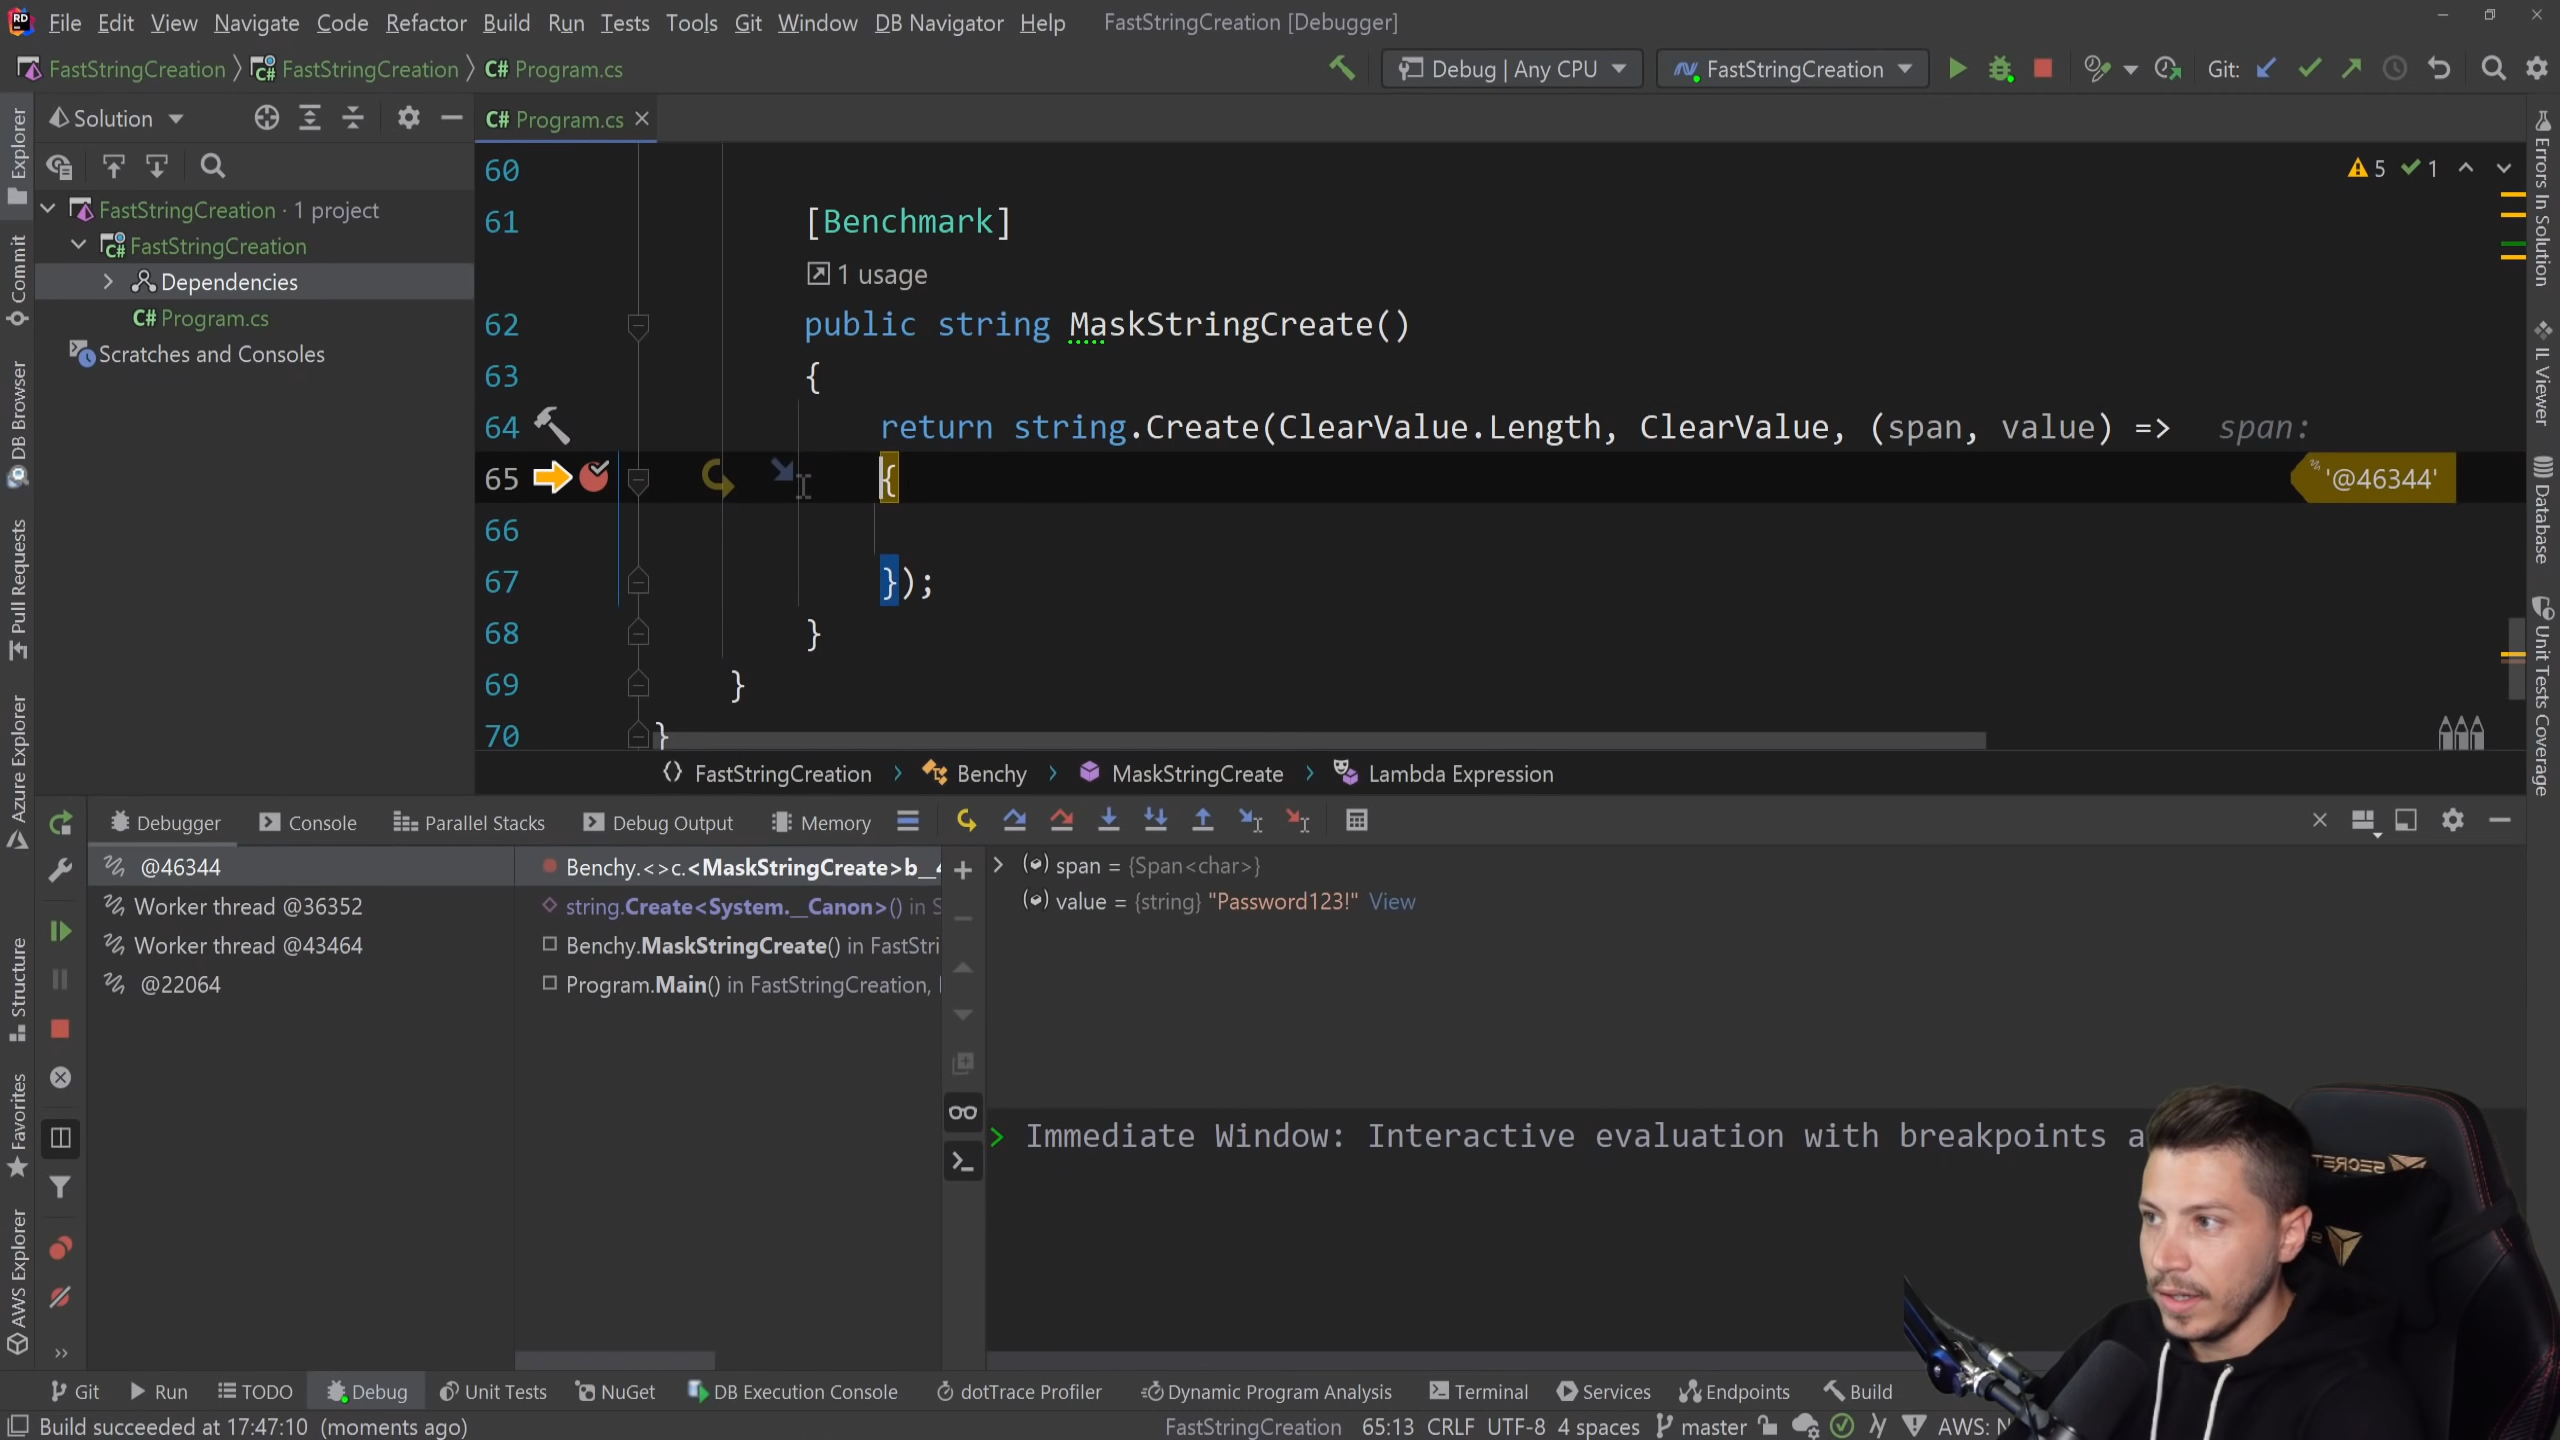 RD File Edit View Navigate Code Refactor Build Run Tests Tools Git Window DB Navigator Help FastStringCreation [Debugger]
FastStringCreation FastStringCreation C# Program.cs Debug | Any CPU FastStringCreation Git:
Solution
C# Program.cs
FastStringCreation · 1 project
FastStringCreation
Dependencies
C# Program.cs
Scratches and Consoles
Explorer
Commit
DB Browser
Pull Requests
Azure Explorer
Structure
Favorites
AWS Explorer
5 1
60
61 [Benchmark]
1 usage
62 public string MaskStringCreate()
63 {
64 return string.Create(ClearValue.Length, ClearValue, (span, value) => span:
65 { '@46344'
66
67 });
68 }
69 }
70 }
FastStringCreation Benchy MaskStringCreate Lambda Expression
Errors In Solution
IL Viewer
Database
Unit Tests Coverage
Debugger Console Parallel Stacks Debug Output Memory
@46344
Worker thread @36352
Worker thread @43464
@22064
Benchy.<>c.<MaskStringCreate>b__4
string.Create<System.__Canon>() in S
Benchy.MaskStringCreate() in FastStri
Program.Main() in FastStringCreation,
span = {Span<char>}
value = {string} "Password123!" View
> Immediate Window: Interactive evaluation with breakpoints a
SECRET
Git Run TODO Debug Unit Tests NuGet DB Execution Console dotTrace Profiler Dynamic Program Analysis Terminal Services Endpoints Build
Build succeeded at 17:47:10 (moments ago) FastStringCreation 65:13 CRLF UTF-8 4 spaces master AWS: N